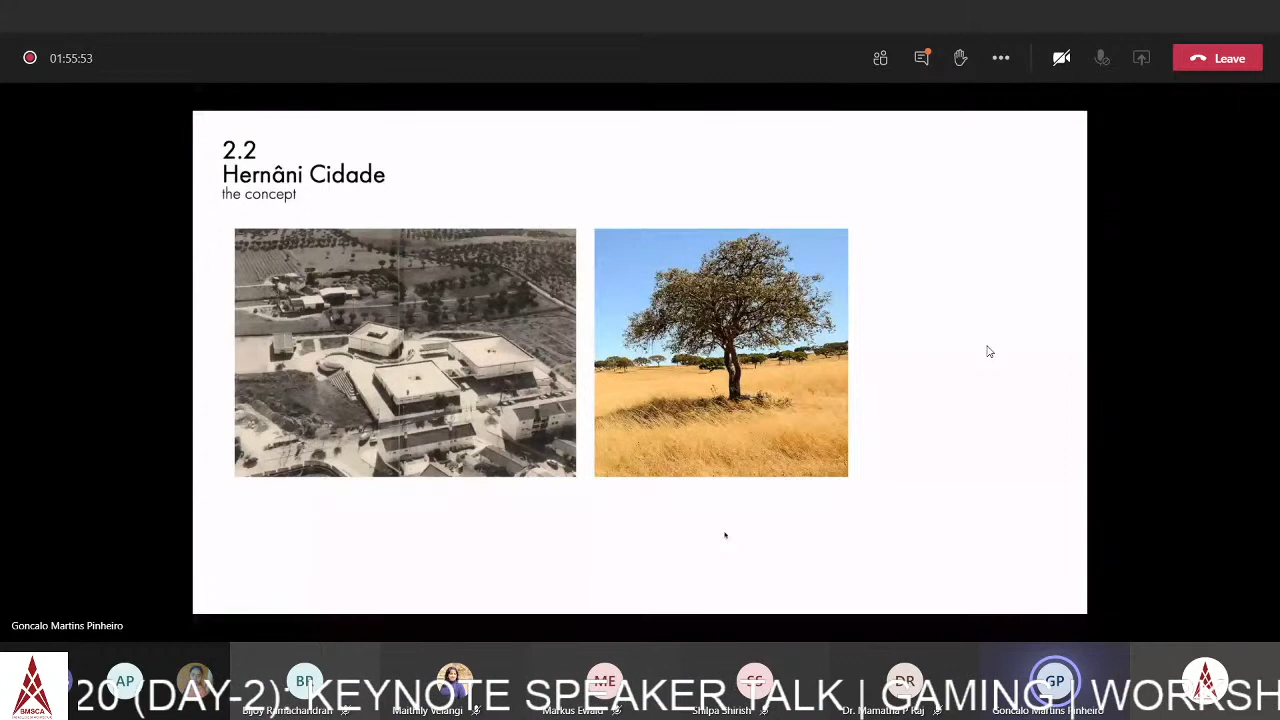 01:55:53
Leave
2.2
Hernâni Cidade
the concept
Goncalo Martins Pinheiro
AP
BR
ME
SS
DR
GP
BMSCA
20 (DAY-2): KEYNOTE SPEAKER TALK | GAMING | WORKSH
Bijoy Ramachandran
Maithily Velangi
Markus Ewald
Shilpa Shirish
Dr. Mamatha P Raj
Goncalo Martins Pinheiro